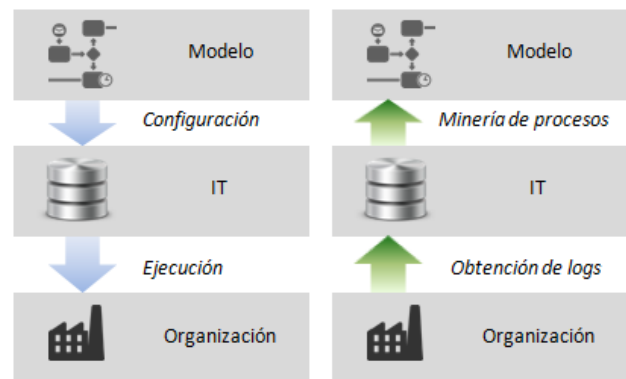 Modelo
Configuración
IT
Ejecución
Organización
Modelo
Minería de procesos
IT
Obtención de logs
Organización